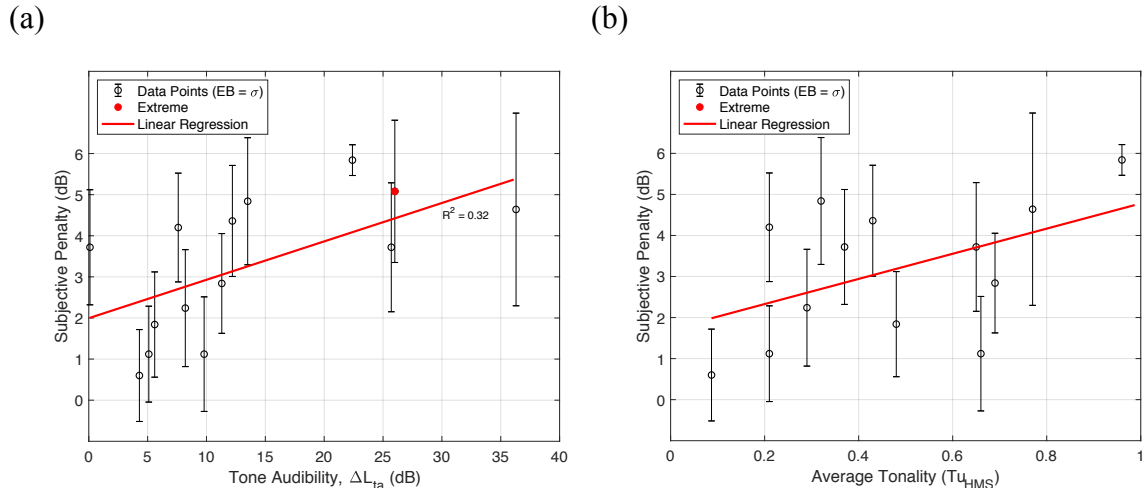 (a)
Data Points (EB = σ)
Extreme
Linear Regression
R² = 0.32
Subjective Penalty (dB)
6
5
4
3
2
1
0
0 5 10 15 20 25 30 35 40
Tone Audibility, ΔL_ta (dB)
(b)
Data Points (EB = σ)
Extreme
Linear Regression
Subjective Penalty (dB)
6
5
4
3
2
1
0
0 0.2 0.4 0.6 0.8 1
Average Tonality (Tu_HMS)